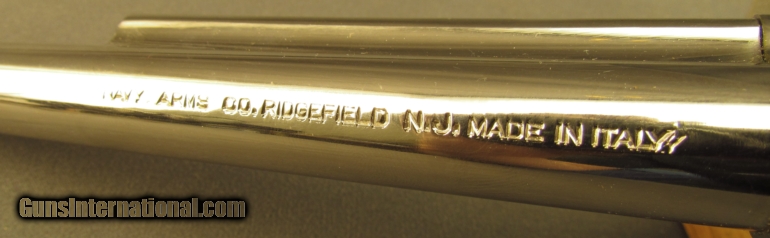 NAVY ARMS CO. RIDGEFIELD N.J. MADE IN ITALY
GunsInternational.com